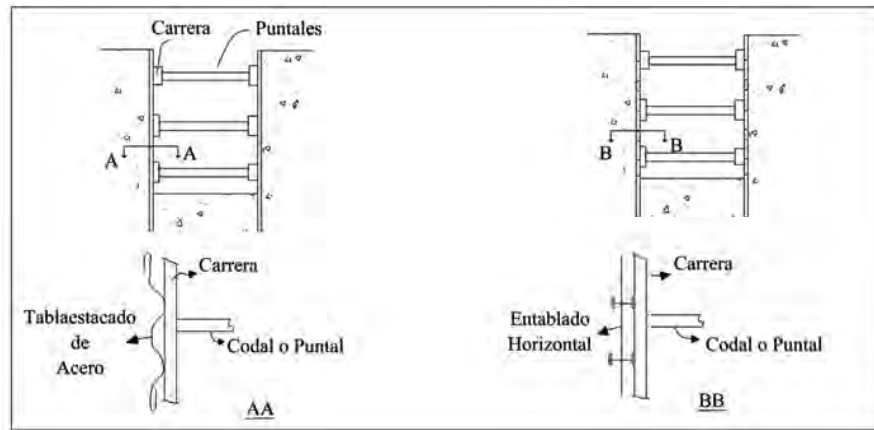 Carrera
Puntales
A
A
B
B
Carrera
Tablaestacado
de
Acero
Codal o Puntal
AA
Carrera
Entablado
Horizontal
Codal o Puntal
BB